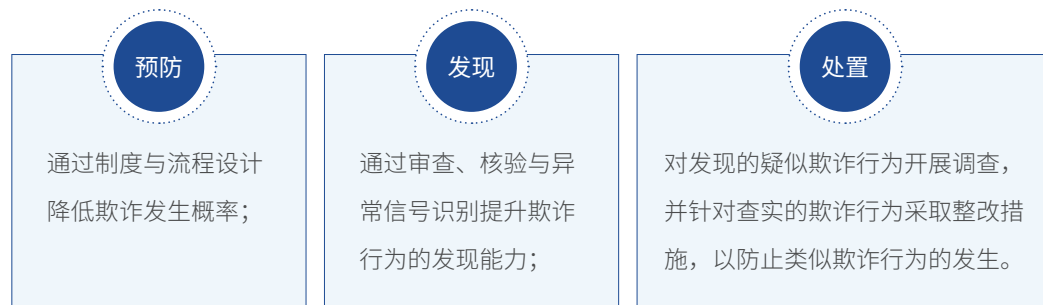 预防
通过制度与流程设计
降低欺诈发生概率；
发现
通过审查、核验与异
常信号识别提升欺诈
行为的发现能力；
处置
对发现的疑似欺诈行为开展调查，
并针对查实的欺诈行为采取整改措
施，以防止类似欺诈行为的发生。